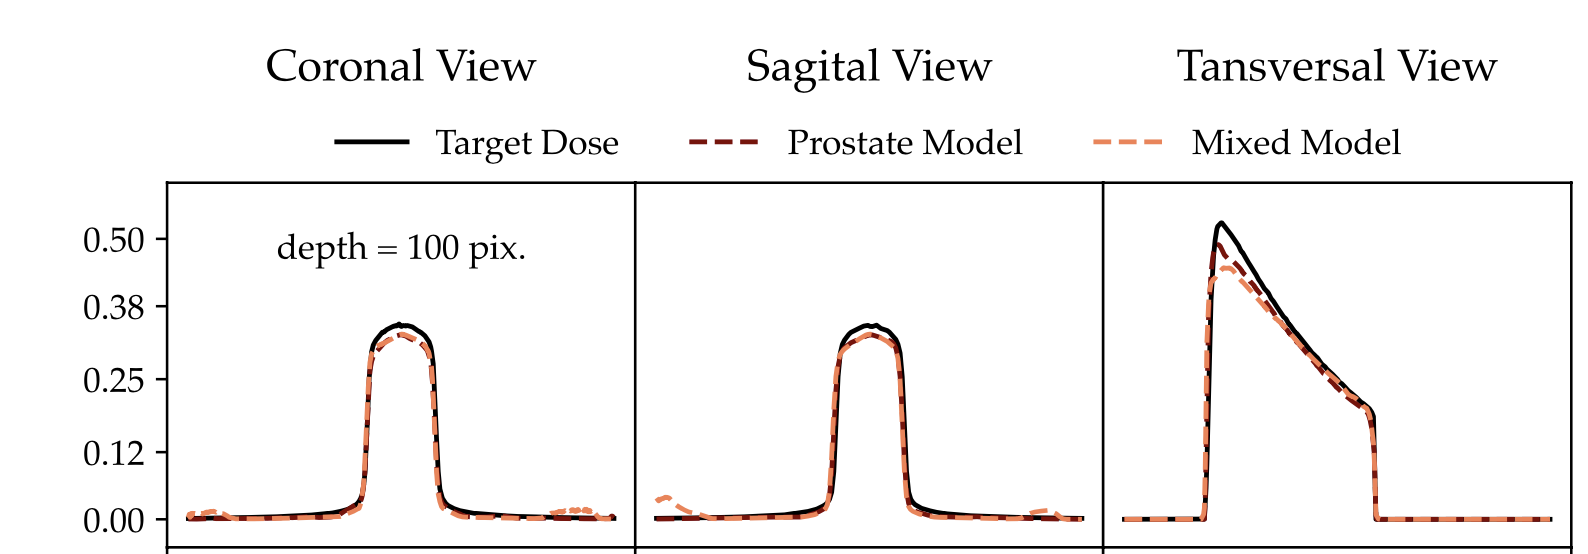 Coronal View Sagital View Tansversal View
Target Dose Prostate Model Mixed Model
depth = 100 pix.
0.50
0.38
0.25
0.12
0.00